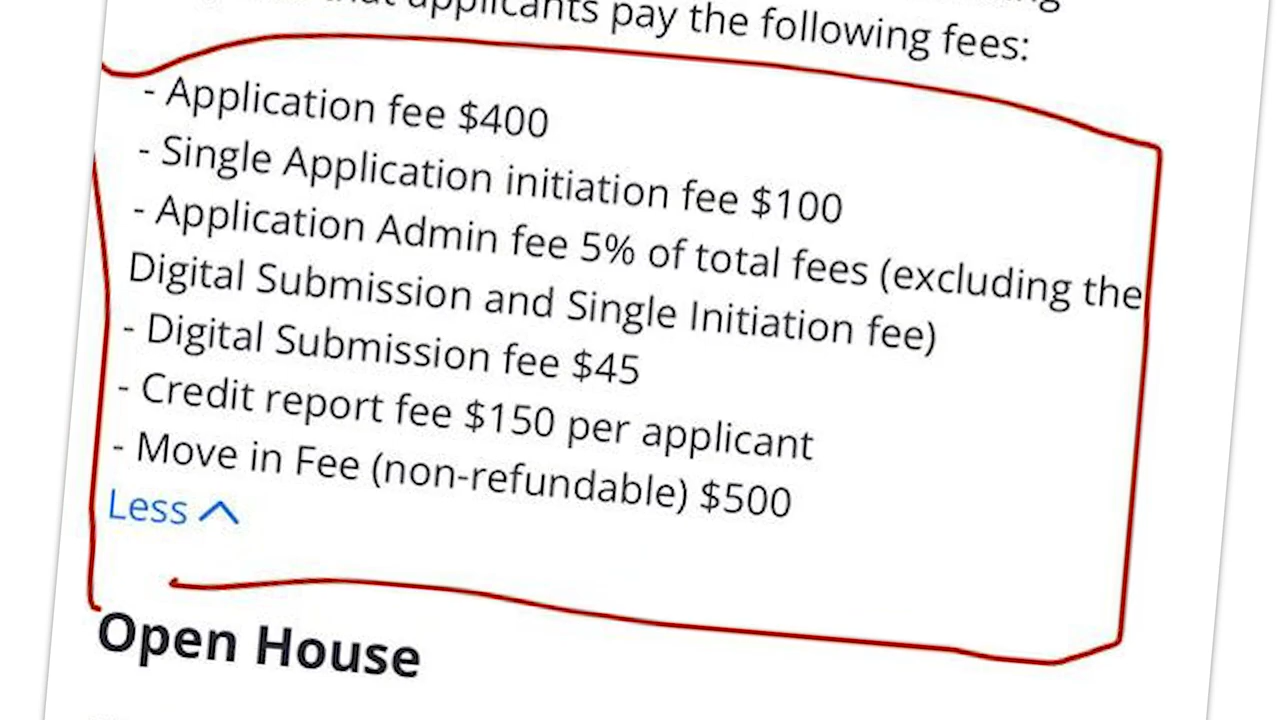 that applicants pay the following fees:
- Application fee $400
- Single Application initiation fee $100
- Application Admin fee 5% of total fees (excluding the
Digital Submission and Single Initiation fee)
- Digital Submission fee $45
- Credit report fee $150 per applicant
- Move in Fee (non-refundable) $500
Less
Open House